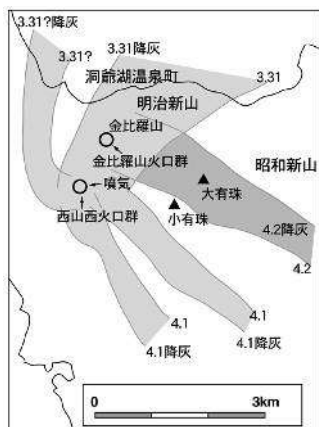 3.31?降灰
3.31?
3.31降灰
洞爺湖温泉町
3.31
明治新山
金比羅山
金比羅山火口群
昭和新山
噴気
大有珠
西山西火口群
小有珠
4.2降灰
4.2
4.1
4.1
4.1降灰
4.1降灰
0
3km